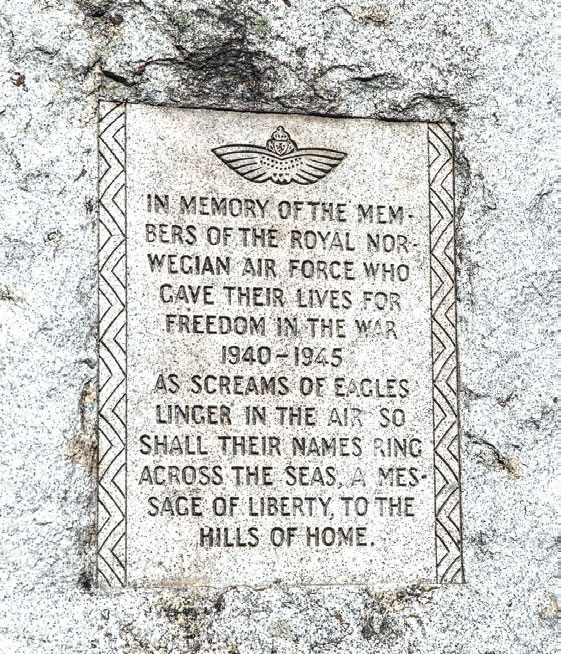 IN MEMORY OF THE MEM-
BERS OF THE ROYAL NOR-
WEGIAN AIR FORCE WHO
GAVE THEIR LIVES FOR
FREEDOM IN THE WAR
1940-1945
AS SCREAMS OF EAGLES
LINGER IN THE AIR SO
SHALL THEIR NAMES RING
ACROSS THE SEAS, A MES-
SAGE OF LIBERTY, TO THE
HILLS OF HOME.